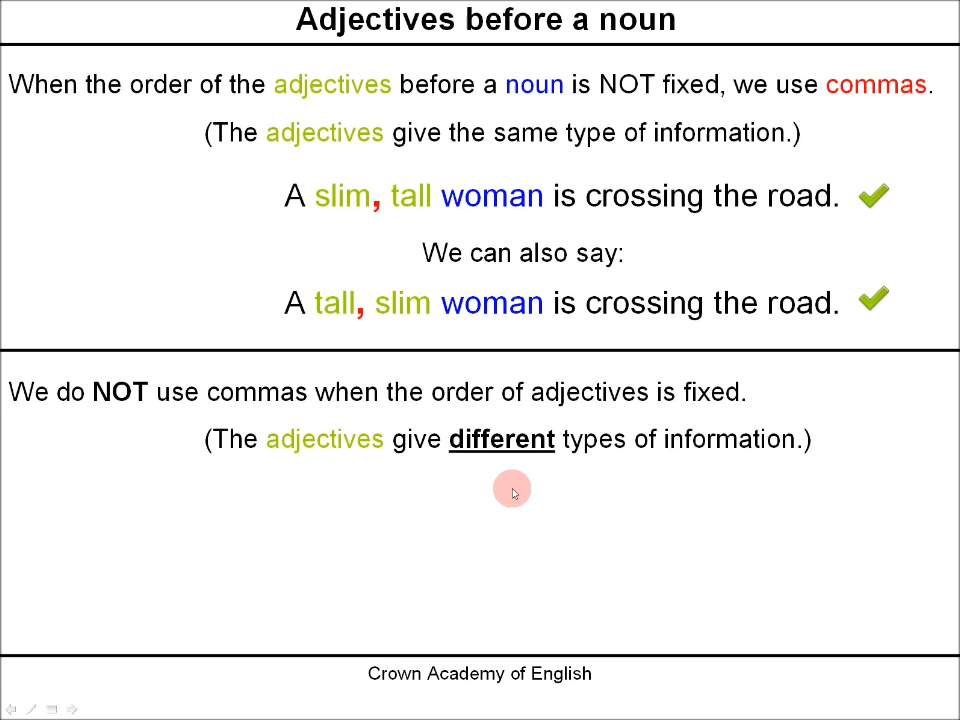 Adjectives before a noun
When the order of the adjectives before a noun is NOT fixed, we use commas.
(The adjectives give the same type of information.)
A slim, tall woman is crossing the road.
We can also say:
A tall, slim woman is crossing the road.
We do NOT use commas when the order of adjectives is fixed.
(The adjectives give different types of information.)
Crown Academy of English